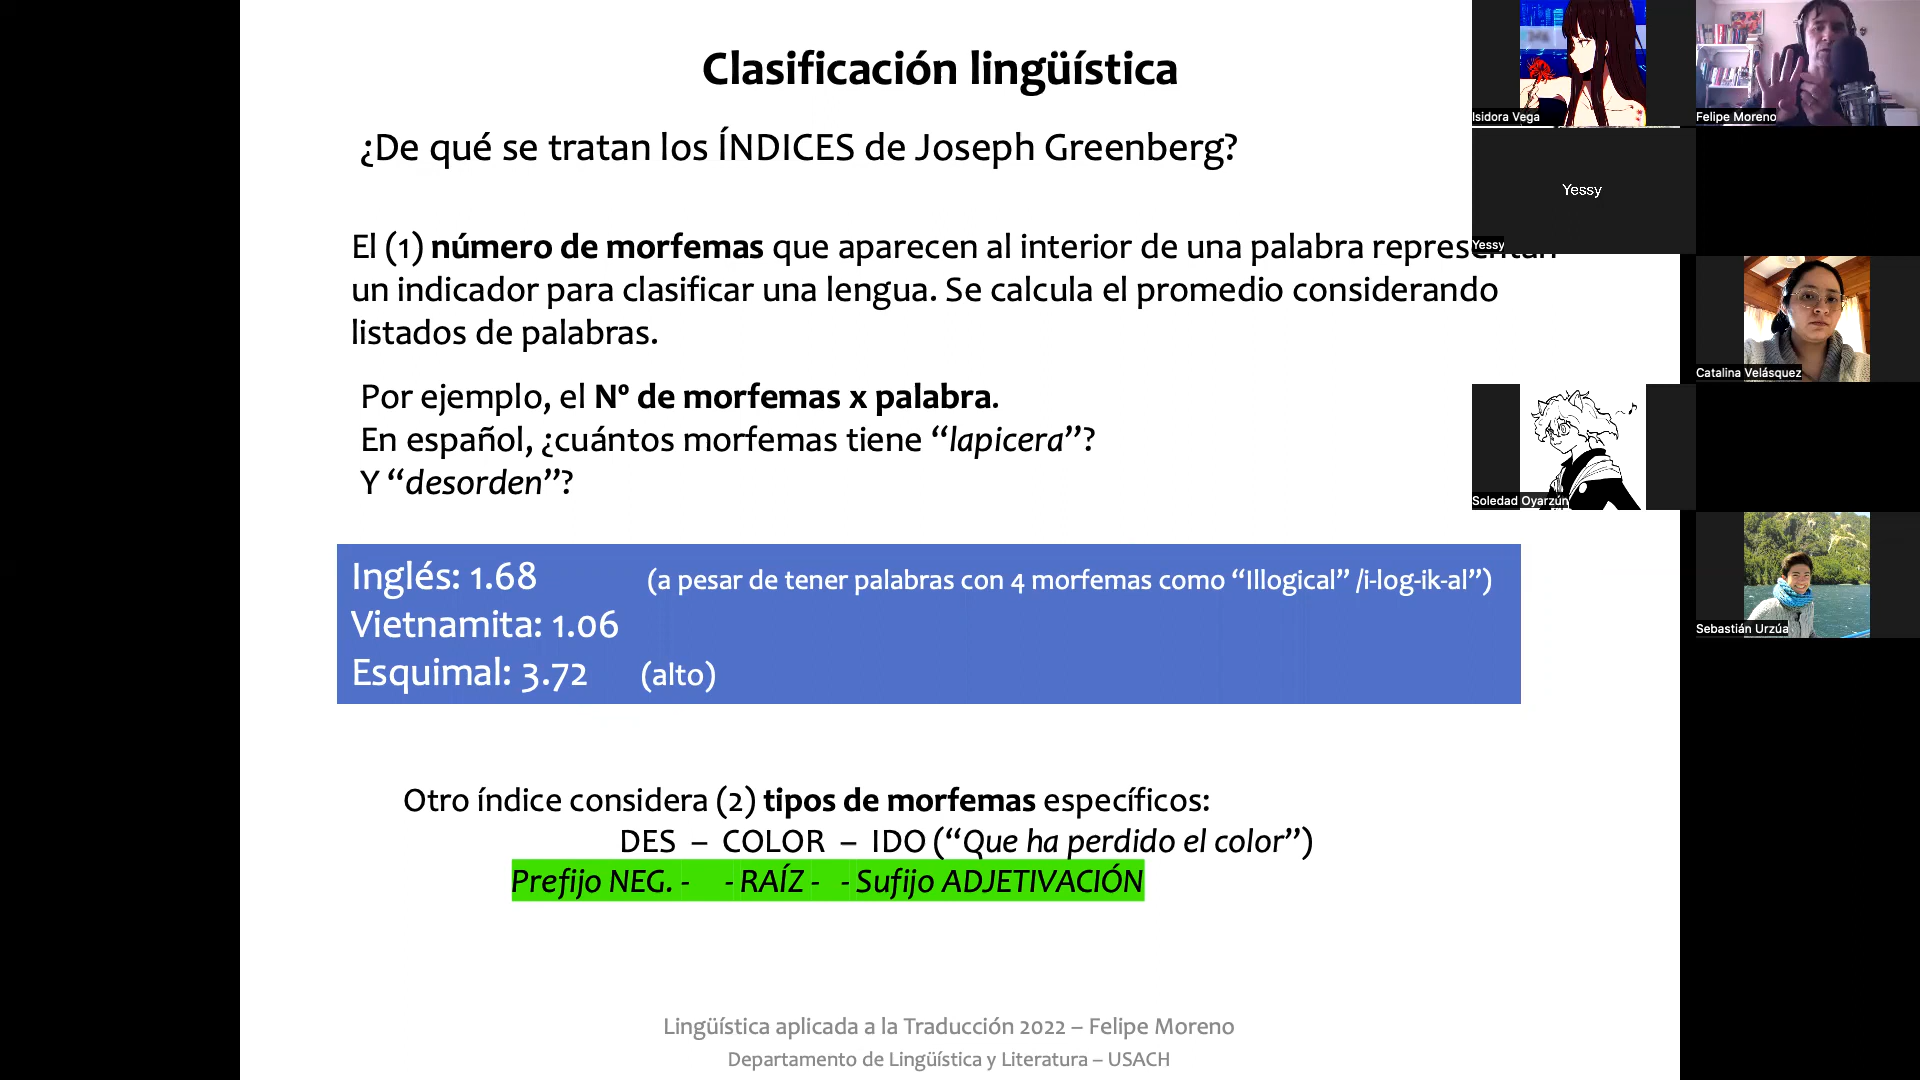 Clasificación lingüística
¿De qué se tratan los ÍNDICES de Joseph Greenberg?
El (1) número de morfemas que aparecen al interior de una palabra representan
un indicador para clasificar una lengua. Se calcula el promedio considerando
listados de palabras.
Por ejemplo, el Nº de morfemas x palabra.
En español, ¿cuántos morfemas tiene “lapicera”?
Y “desorden”?
Inglés: 1.68 (a pesar de tener palabras con 4 morfemas como “Illogical” /i-log-ik-al”)
Vietnamita: 1.06
Esquimal: 3.72 (alto)
Otro índice considera (2) tipos de morfemas específicos:
DES – COLOR – IDO (“Que ha perdido el color”)
Prefijo NEG. - - RAÍZ - - Sufijo ADJETIVACIÓN
Lingüística aplicada a la Traducción 2022 – Felipe Moreno
Departamento de Lingüística y Literatura – USACH
Isidora Vega
Felipe Moreno
Yessy
Yessy
Catalina Velásquez
Soledad Oyarzún
Sebastián Urzúa